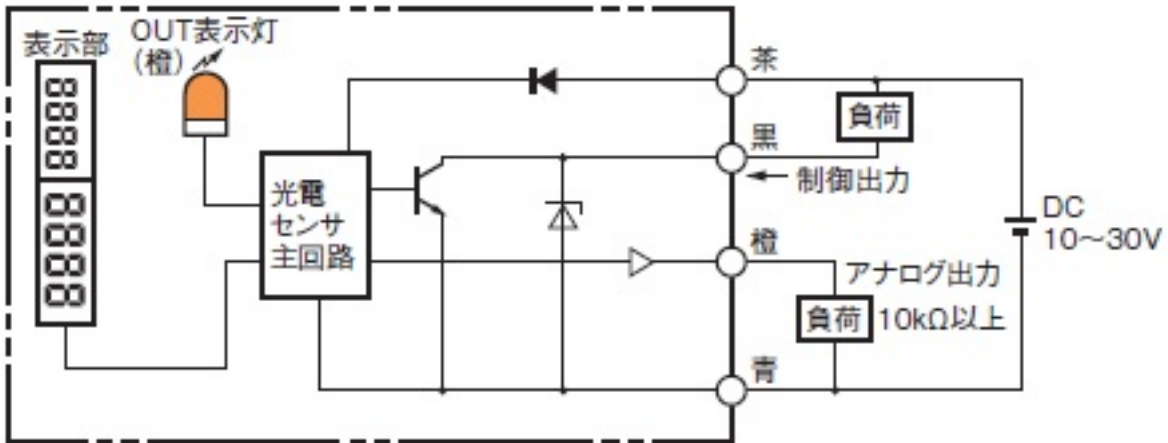 表示部
OUT表示灯
(橙)
8888
8888
光電
センサ
主回路
茶
負荷
黒
制御出力
DC
10～30V
橙
アナログ出力
負荷
10kΩ以上
青